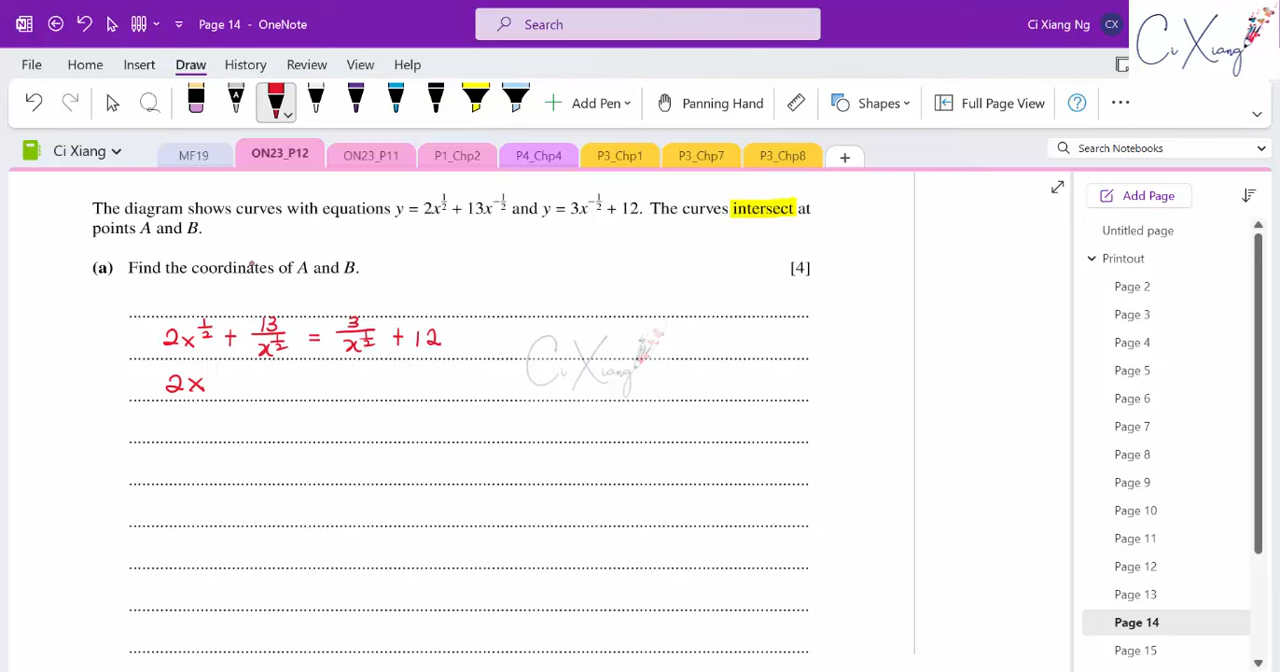 Page 14 - OneNote
Search
Ci Xiang Ng
CX
Ci Xiang
File
Home
Insert
Draw
History
Review
View
Help
A
Add Pen
Panning Hand
Shapes
?
Full Page View
Ci Xiang
MF19
ON23_P12
ON23_P11
P1_Chp2
P4_Chp4
P3_Chp1
P3_Chp7
P3_Chp8
Search Notebooks
The diagram shows curves with equations y = 2x^{1/2} + 13x^{-1/2} and y = 3x^{-1/2} + 12. The curves intersect at
points A and B.
(a) Find the coordinates of A and B. [4]
2x^{1/2} + 13/x^{1/2} = 3/x^{1/2} + 12
2x
Ci Xiang
Add Page
Untitled page
Printout
Page 2
Page 3
Page 4
Page 5
Page 6
Page 7
Page 8
Page 9
Page 10
Page 11
Page 12
Page 13
Page 14
Page 15